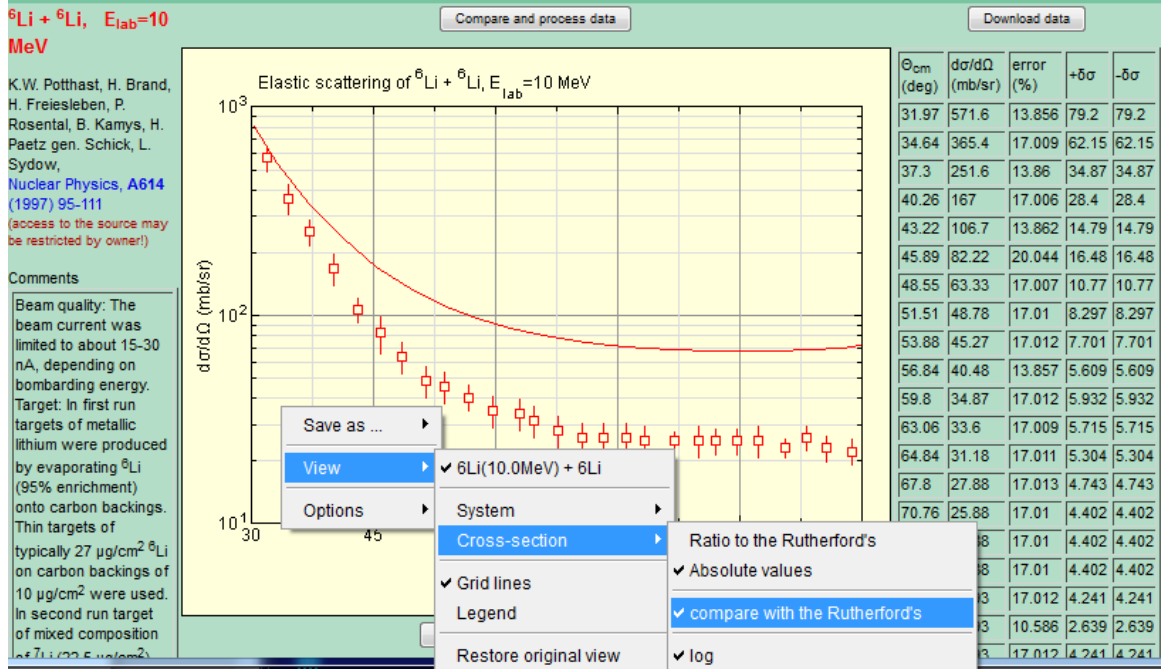 ⁶Li + ⁶Li, E_lab=10
MeV
K.W. Potthast, H. Brand,
H. Freiesleben, P.
Rosental, B. Kamys, H.
Paetz gen. Schick, L.
Sydow,
Nuclear Physics, A614
(1997) 95-111
(access to the source may
be restricted by owner!)
Comments
Beam quality: The
beam current was
limited to about 15-30
nA, depending on
bombarding energy.
Target: In first run
targets of metallic
lithium were produced
by evaporating ⁶Li
(95% enrichment)
onto carbon backings.
Thin targets of
typically 27 µg/cm² ⁶Li
on carbon backings of
10 µg/cm² were used.
In second run target
of mixed composition
Compare and process data
Download data
Elastic scattering of ⁶Li + ⁶Li, E_lab=10 MeV
dσ/dΩ (mb/sr)
10³
10²
10¹
30
45
Save as ...
View
Options
✓ 6Li(10.0MeV) + 6Li
System
Cross-section
✓ Grid lines
Legend
Restore original view
Ratio to the Rutherford's
✓ Absolute values
✓ compare with the Rutherford's
✓ log
Θcm (deg) dσ/dΩ (mb/sr) error (%) +δσ -δσ
31.97 571.6 13.856 79.2 79.2
34.64 365.4 17.009 62.15 62.15
37.3 251.6 13.86 34.87 34.87
40.26 167 17.006 28.4 28.4
43.22 106.7 13.862 14.79 14.79
45.89 82.22 20.044 16.48 16.48
48.55 63.33 17.007 10.77 10.77
51.51 48.78 17.01 8.297 8.297
53.88 45.27 17.012 7.701 7.701
56.84 40.48 13.857 5.609 5.609
59.8 34.87 17.012 5.932 5.932
63.06 33.6 17.009 5.715 5.715
64.84 31.18 17.011 5.304 5.304
67.8 27.88 17.013 4.743 4.743
70.76 25.88 17.01 4.402 4.402
17.01 4.402 4.402
17.01 4.402 4.402
17.012 4.241 4.241
10.586 2.639 2.639
17.012 4.241 4.241